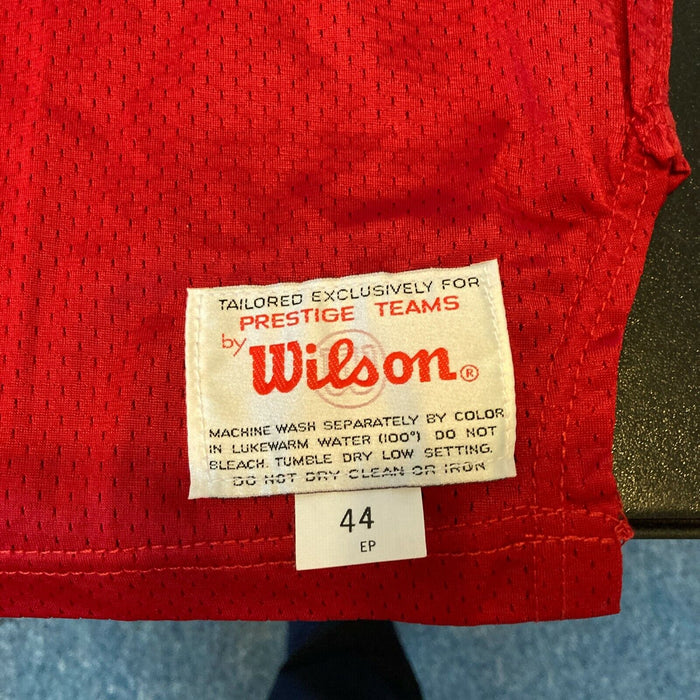 TAILORED EXCLUSIVELY FOR
PRESTIGE TEAMS
by Wilson®
MACHINE WASH SEPARATELY BY COLOR
IN LUKEWARM WATER (100°) DO NOT
BLEACH. TUMBLE DRY LOW SETTING.
DO NOT DRY CLEAN OR IRON
44
EP